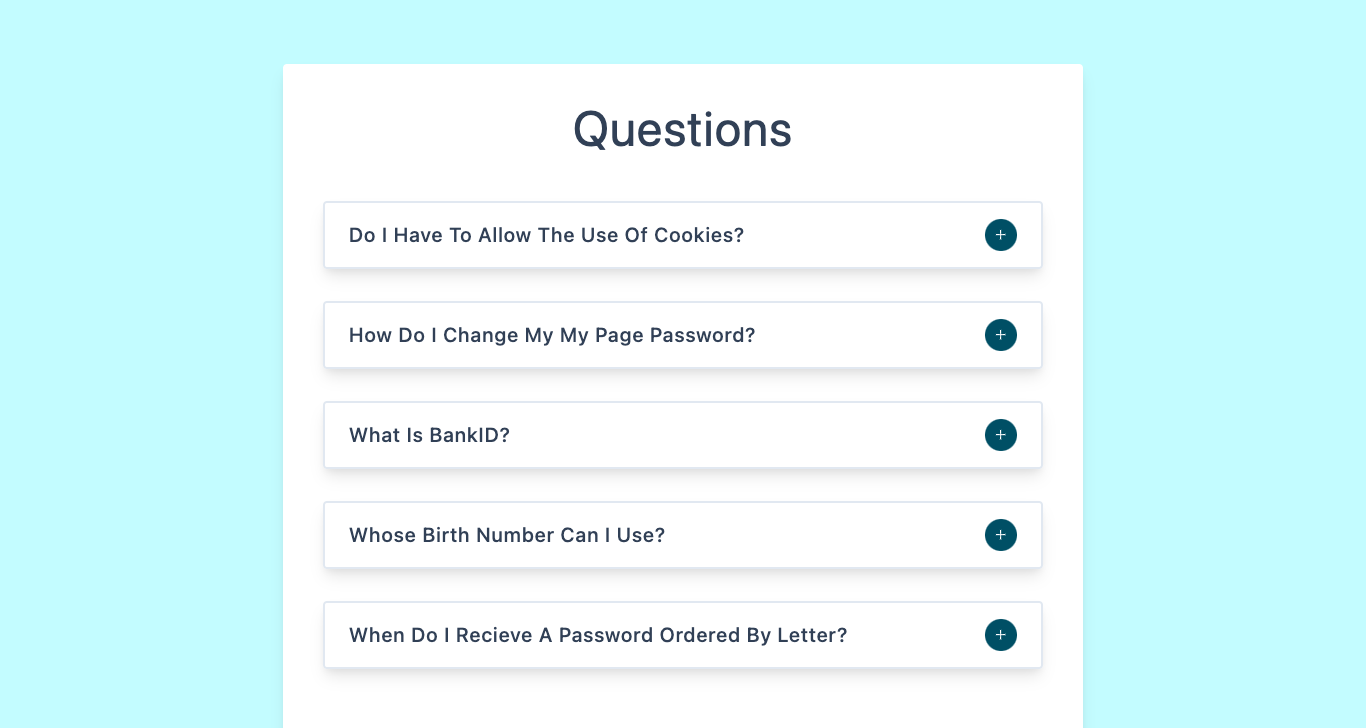 Questions
Do I Have To Allow The Use Of Cookies?
How Do I Change My My Page Password?
What Is BankID?
Whose Birth Number Can I Use?
When Do I Recieve A Password Ordered By Letter?